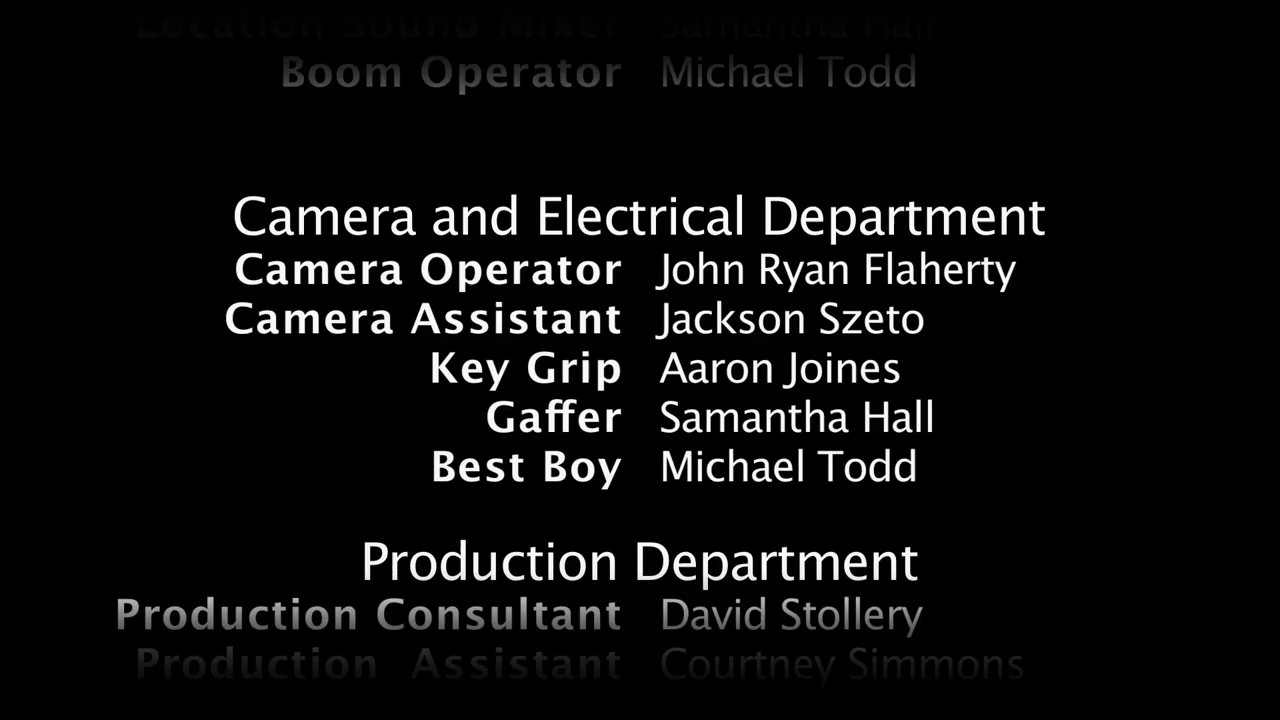 Location Sound Mixer Samantha Hall
Boom Operator Michael Todd
Camera and Electrical Department
Camera Operator John Ryan Flaherty
Camera Assistant Jackson Szeto
Key Grip Aaron Joines
Gaffer Samantha Hall
Best Boy Michael Todd
Production Department
Production Consultant David Stollery
Production Assistant Courtney Simmons